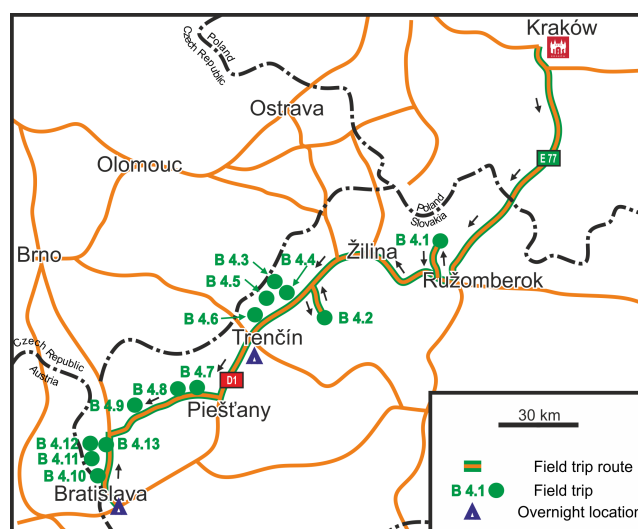 Kraków
Poland
Czech Republic
Ostrava
Olomouc
E 77
Poland
Slovakia
Brno
Žilina
B 4.1
B 4.3
B 4.4
B 4.5
Ružomberok
B 4.6
B 4.2
Trenčín
Czech Republic
Austria
B 4.7
D1
B 4.8
B 4.9
Piešťany
30 km
B 4.12
B 4.13
B 4.11
B 4.10
Bratislava
Field trip route
B 4.1 Field trip
Overnight location